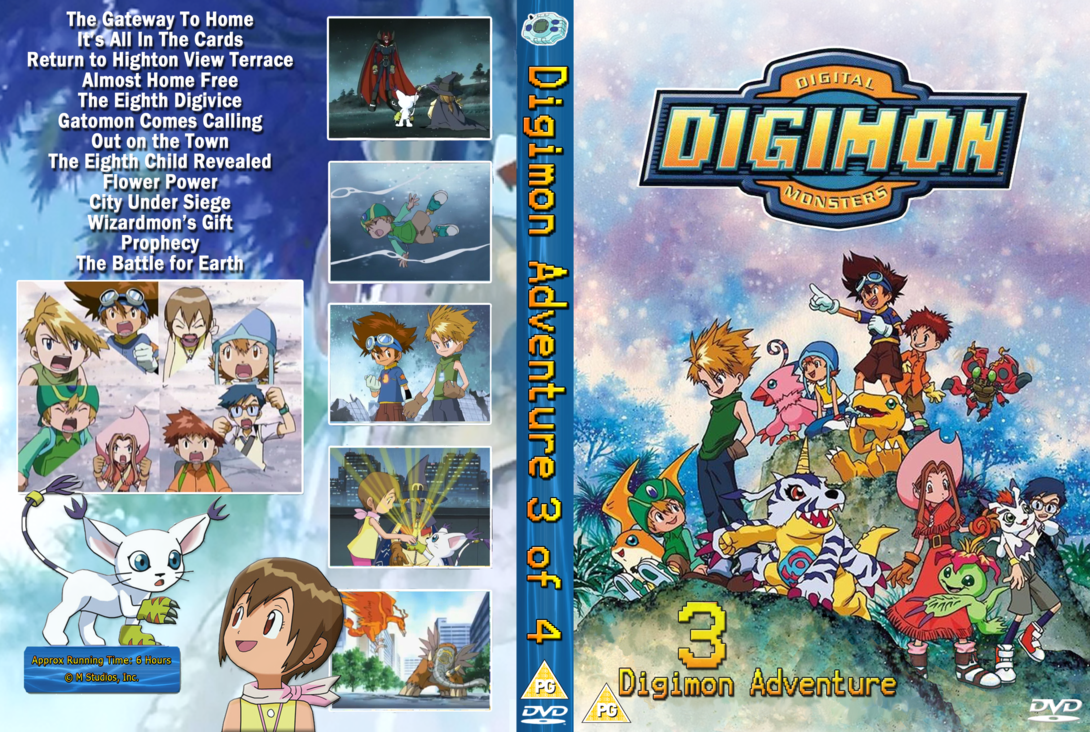 The Gateway To Home
It's All In The Cards
Return to Highton View Terrace
Almost Home Free
The Eighth Digivice
Gatomon Comes Calling
Out on the Town
The Eighth Child Revealed
Flower Power
City Under Siege
Wizardmon's Gift
Prophecy
The Battle for Earth
Approx Running Time: 6 Hours
© M Studios, Inc.
Digimon Adventure 3 of 4
PG
DVD
DIGITAL
DIGIMON
MONSTERS
3
Digimon Adventure
PG
DVD